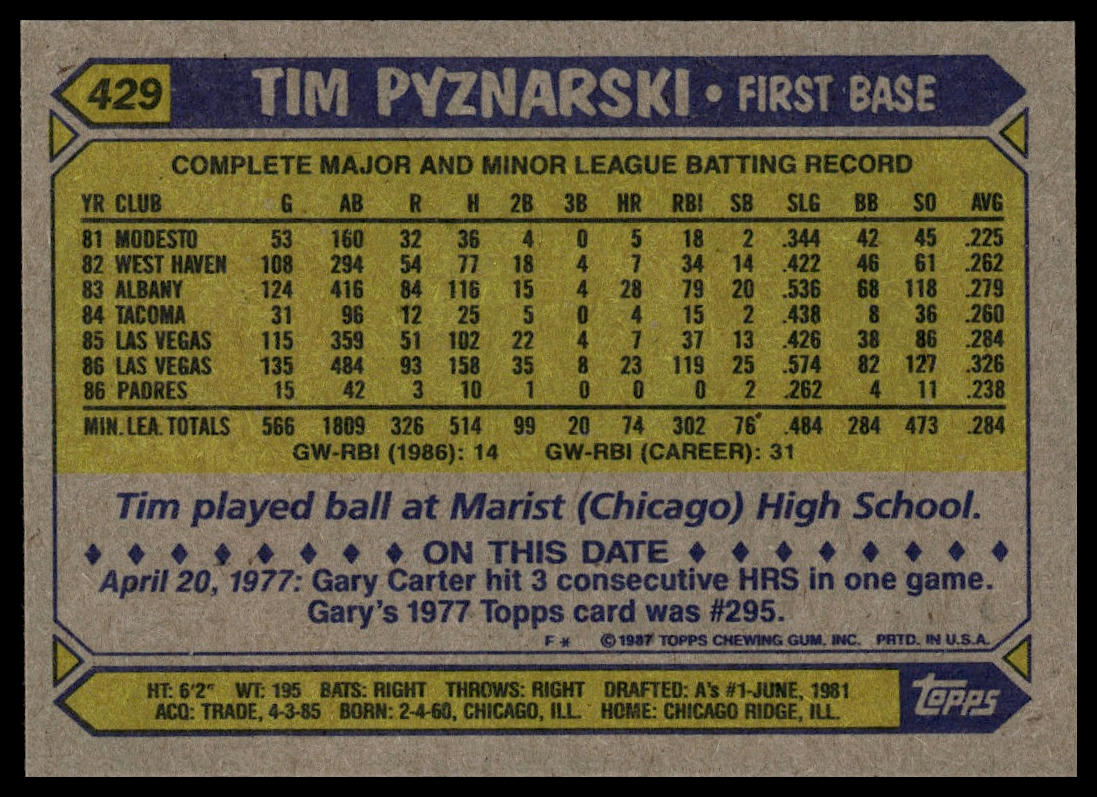 429 TIM PYZNARSKI • FIRST BASE
COMPLETE MAJOR AND MINOR LEAGUE BATTING RECORD
YR CLUB G AB R H 2B 3B HR RBI SB SLG BB SO AVG
81 MODESTO 53 160 32 36 4 0 5 18 2 .344 42 45 .225
82 WEST HAVEN 108 294 54 77 18 4 7 34 14 .422 46 61 .262
83 ALBANY 124 416 84 116 15 4 28 79 20 .536 68 118 .279
84 TACOMA 31 96 12 25 5 0 4 15 2 .438 8 36 .260
85 LAS VEGAS 115 359 51 102 22 4 7 37 13 .426 38 86 .284
86 LAS VEGAS 135 484 93 158 35 8 23 119 25 .574 82 127 .326
86 PADRES 15 42 3 10 1 0 0 0 2 .262 4 11 .238
MIN. LEA. TOTALS 566 1809 326 514 99 20 74 302 76 .484 284 473 .284
GW-RBI (1986): 14 GW-RBI (CAREER): 31
Tim played ball at Marist (Chicago) High School.
ON THIS DATE
April 20, 1977: Gary Carter hit 3 consecutive HRS in one game.
Gary's 1977 Topps card was #295.
F * © 1987 TOPPS CHEWING GUM, INC. PRTD. IN U.S.A.
HT: 6'2" WT: 195 BATS: RIGHT THROWS: RIGHT DRAFTED: A's #1-JUNE, 1981
ACQ: TRADE, 4-3-85 BORN: 2-4-60, CHICAGO, ILL. HOME: CHICAGO RIDGE, ILL.
TOPPS